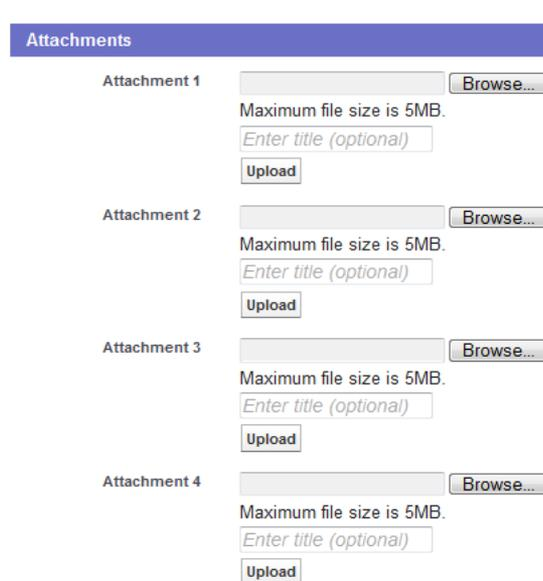 Attachments
Attachment 1 Browse...
Maximum file size is 5MB.
Enter title (optional)
Upload
Attachment 2 Browse...
Maximum file size is 5MB.
Enter title (optional)
Upload
Attachment 3 Browse...
Maximum file size is 5MB.
Enter title (optional)
Upload
Attachment 4 Browse...
Maximum file size is 5MB.
Enter title (optional)
Upload